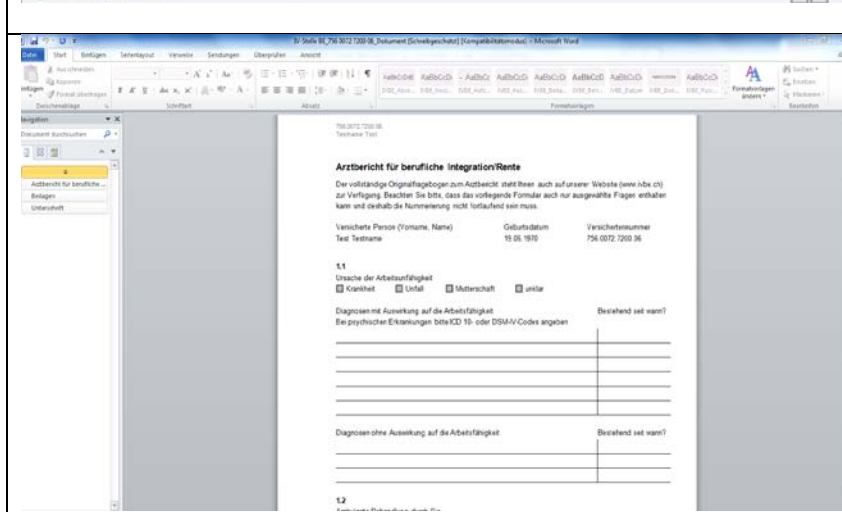 IV-Stelle BE_756 0072 7200 06_Dokument [Schreibgeschützt] [Kompatibilitätsmodus] - Microsoft Word
Datei Start Einfügen Seitenlayout Verweise Sendungen Überprüfen Ansicht
Ausschneiden
Kopieren
Format übertragen
Suchen
Ersetzen
Markieren
Formatvorlagen
ändern
Zwischenablage Schriftart Absatz Formatvorlagen Bearbeiten
Navigation
Dokument durchsuchen
Arztbericht für berufliche ...
Beilagen
Unterschrift
Testname Test
Arztbericht für berufliche Integration/Rente
Der vollständige Originalfragebogen zum Arztbericht steht Ihnen auch auf unserer Website (www.ivbe.ch)
zur Verfügung. Beachten Sie bitte, dass das vorliegende Formular auch nur ausgewählte Fragen enthalten
kann und deshalb die Nummerierung nicht fortlaufend sein muss.
Versicherte Person (Vorname, Name) Geburtsdatum Versichertennummer
Test Testname 19.06.1970 756.0072.7200.96
1.1
Ursache der Arbeitsunfähigkeit
Krankheit Unfall Mutterschaft unklar
Diagnosen mit Auswirkung auf die Arbeitsfähigkeit Bestehend seit wann?
Bei psychischen Erkrankungen bitte ICD 10- oder DSM-IV-Codes angeben
Diagnosen ohne Auswirkung auf die Arbeitsfähigkeit Bestehend seit wann?
1.2